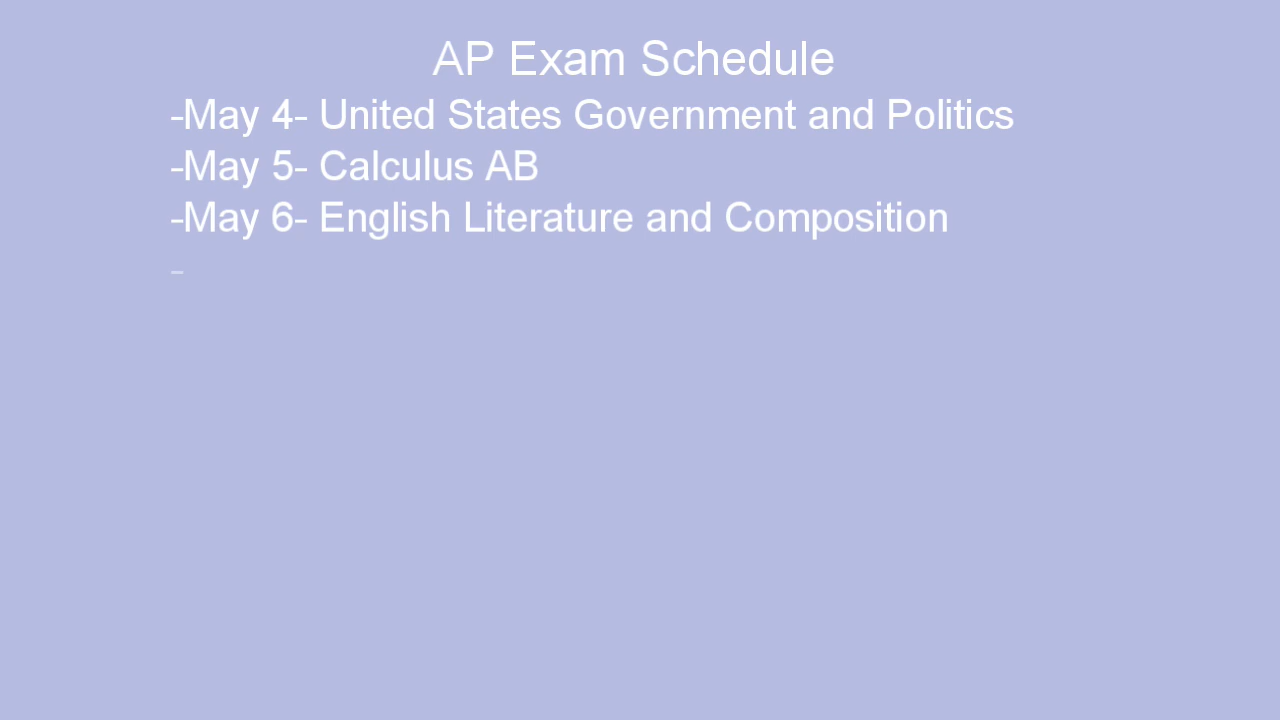 AP Exam Schedule
-May 4- United States Government and Politics
-May 5- Calculus AB
-May 6- English Literature and Composition
-